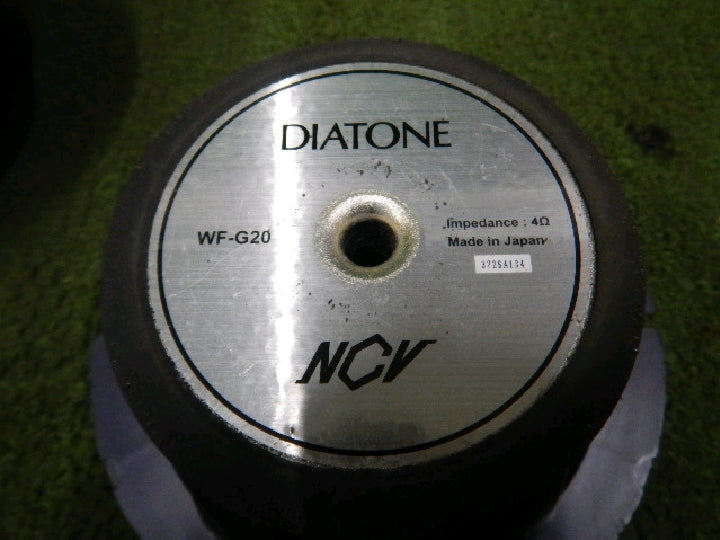 DIATONE
WF-G20
Impedance : 4Ω
Made in Japan
NCV